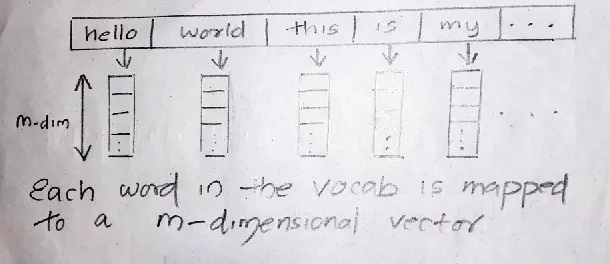 hello | world | this | is | my | ...
m-dim
Each word in the vocab is mapped
to a m-dimensional vector